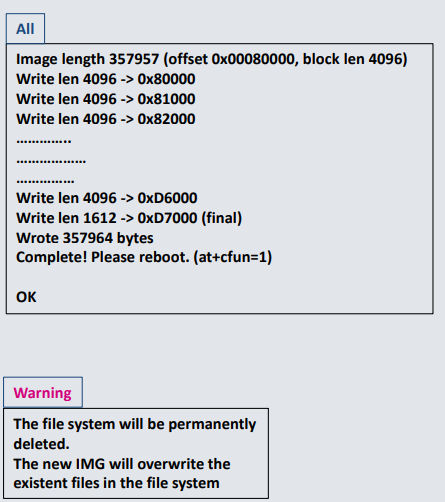 All
Image length 357957 (offset 0x00080000, block len 4096)
Write len 4096 -> 0x80000
Write len 4096 -> 0x81000
Write len 4096 -> 0x82000
…………..
………………
……………
Write len 4096 -> 0xD6000
Write len 1612 -> 0xD7000 (final)
Wrote 357964 bytes
Complete! Please reboot. (at+cfun=1)
OK
Warning
The file system will be permanently
deleted.
The new IMG will overwrite the
existent files in the file system